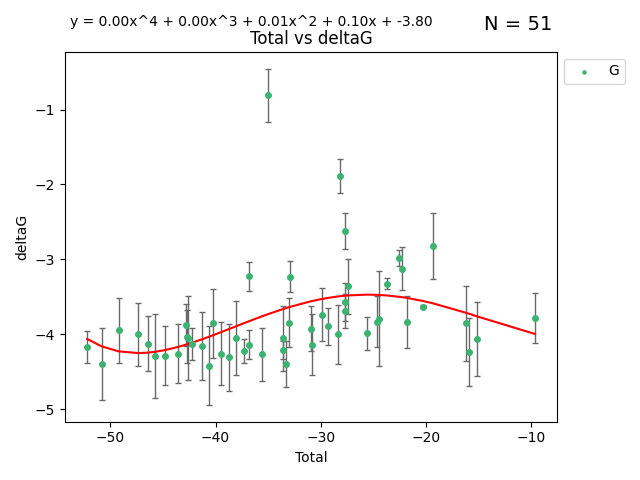 y = 0.00x^4 + 0.00x^3 + 0.01x^2 + 0.10x + -3.80
N = 51
Total vs deltaG
G
−1
−2
−3
−4
−5
deltaG
−50
−40
−30
−20
−10
Total